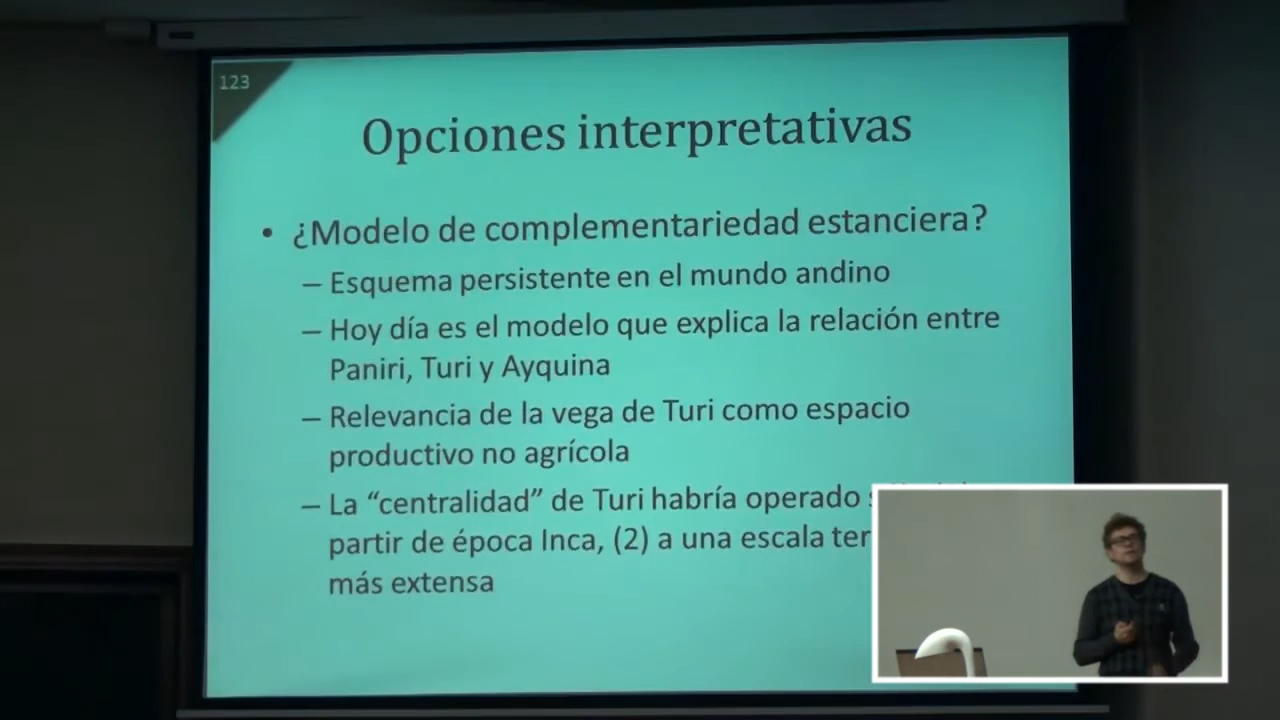 123
Opciones interpretativas
• ¿Modelo de complementariedad estanciera?
– Esquema persistente en el mundo andino
– Hoy día es el modelo que explica la relación entre
Paniri, Turi y Ayquina
– Relevancia de la vega de Turi como espacio
productivo no agrícola
– La “centralidad” de Turi habría operado
partir de época Inca, (2) a una escala
más extensa